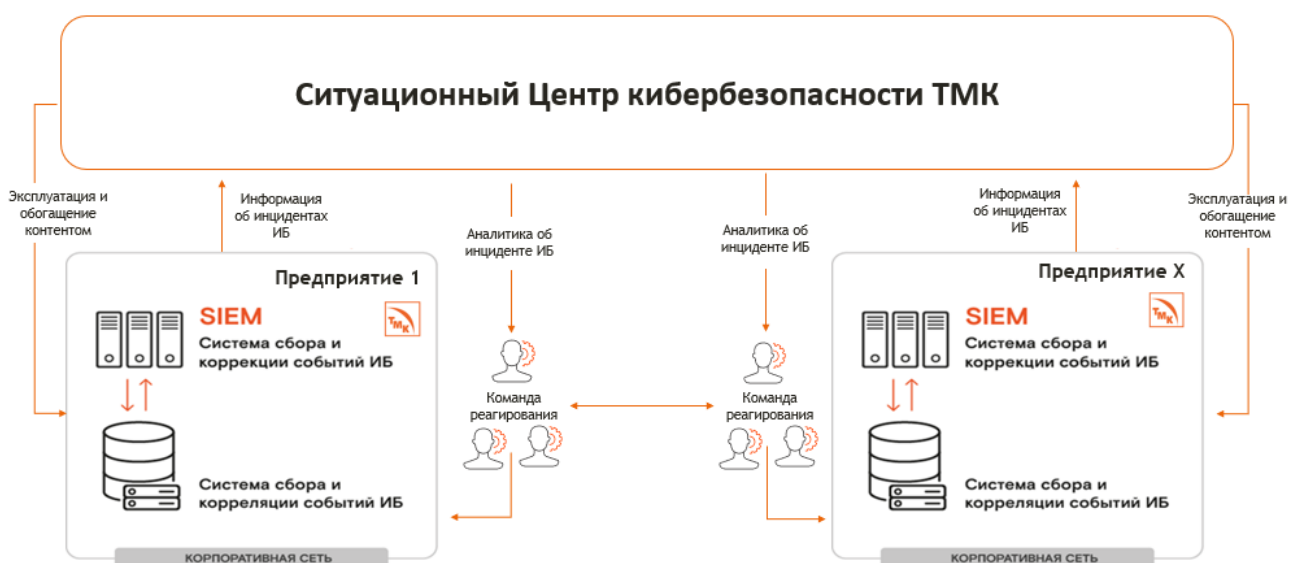 Ситуационный Центр кибербезопасности ТМК
Эксплуатация и
обогащение
контентом
Информация
об инцидентах
ИБ
Аналитика об
инциденте ИБ
Аналитика об
инциденте ИБ
Информация
об инцидентах
ИБ
Эксплуатация и
обогащение
контентом
Предприятие 1
SIEM
ТМК
Система сбора и
коррекции событий ИБ
Система сбора и
корреляции событий ИБ
КОРПОРАТИВНАЯ СЕТЬ
Команда
реагирования
Команда
реагирования
Предприятие X
SIEM
ТМК
Система сбора и
коррекции событий ИБ
Система сбора и
корреляции событий ИБ
КОРПОРАТИВНАЯ СЕТЬ